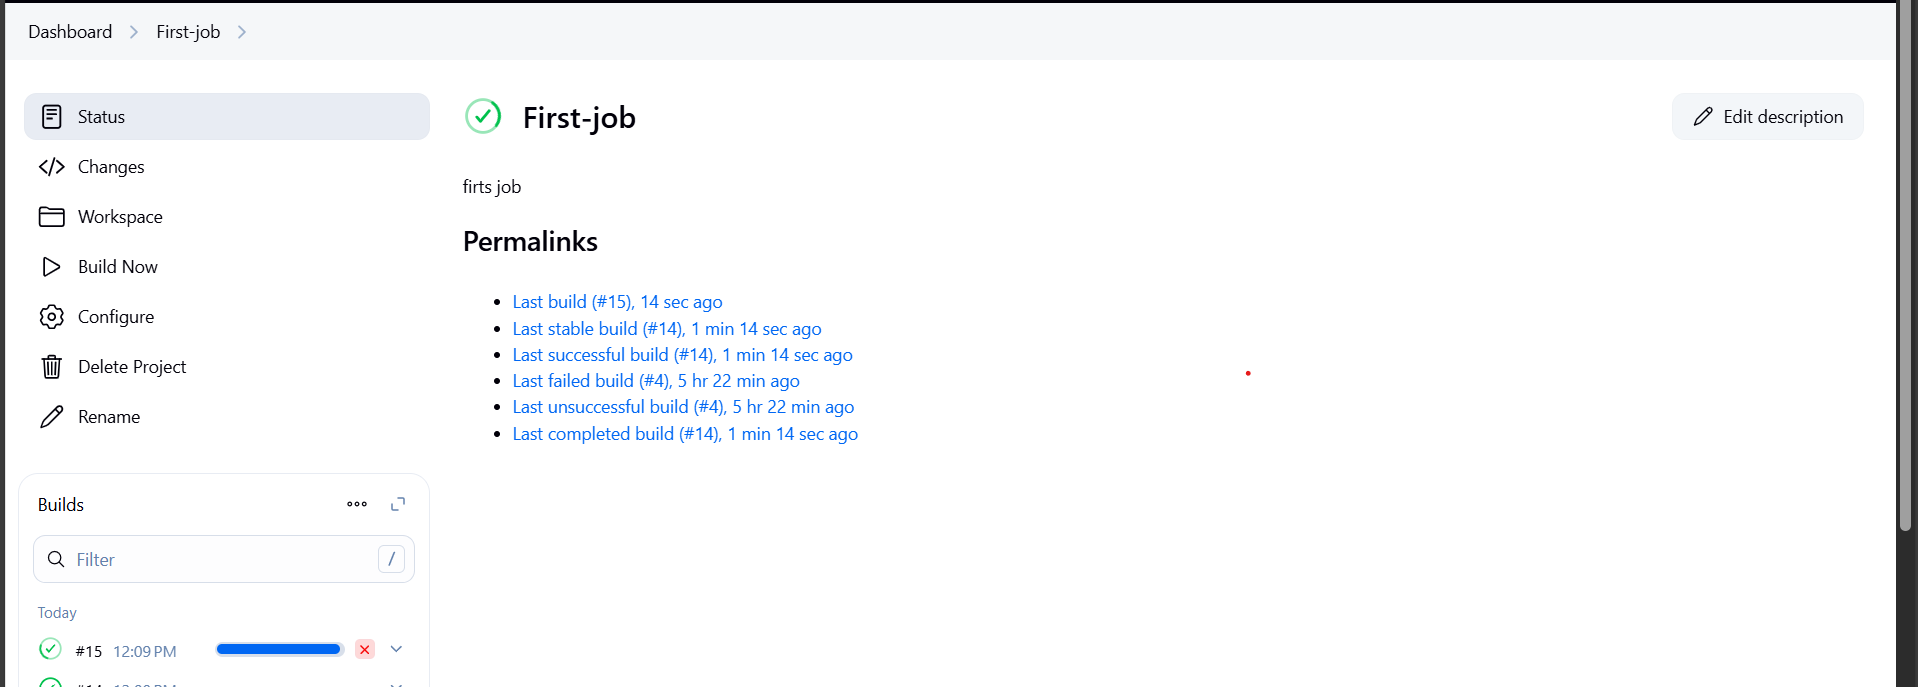 Dashboard > First-job >
Status
Changes
Workspace
Build Now
Configure
Delete Project
Rename
Builds
Filter /
Today
#15 12:09 PM
First-job
Edit description
firts job
Permalinks
Last build (#15), 14 sec ago
Last stable build (#14), 1 min 14 sec ago
Last successful build (#14), 1 min 14 sec ago
Last failed build (#4), 5 hr 22 min ago
Last unsuccessful build (#4), 5 hr 22 min ago
Last completed build (#14), 1 min 14 sec ago